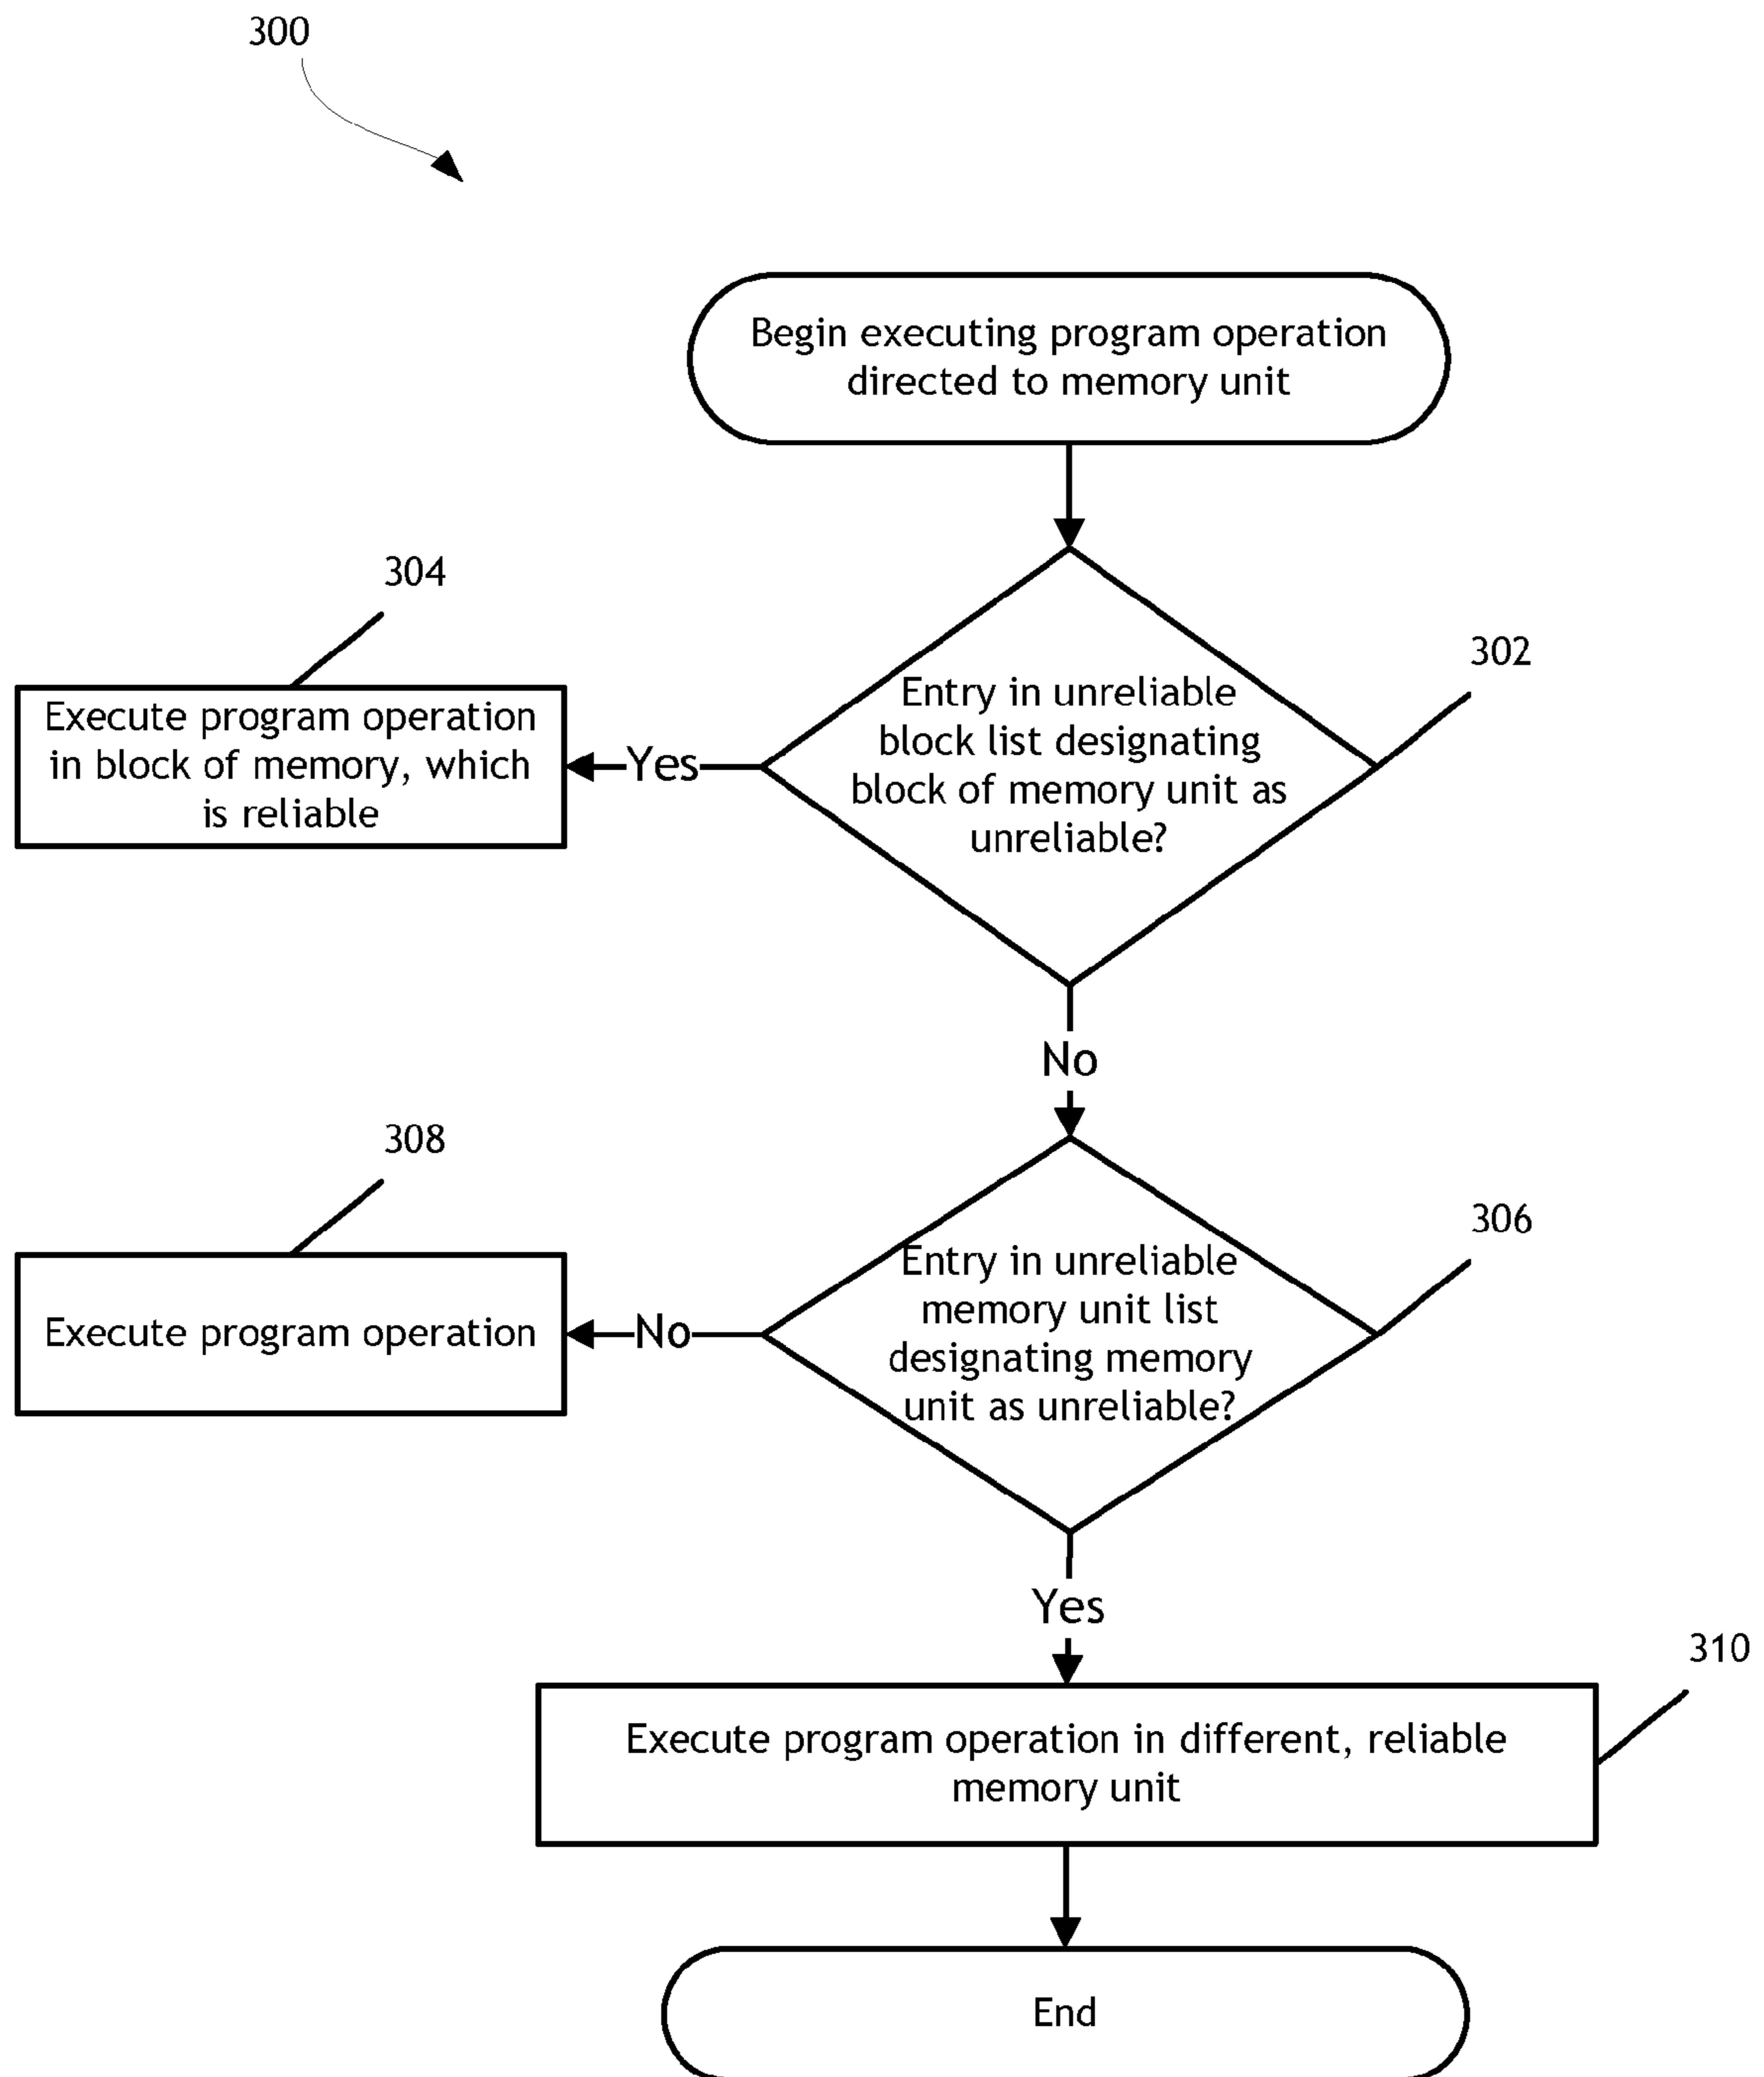 300
Begin executing program operation
directed to memory unit
304
302
Execute program operation
in block of memory, which
is reliable
Yes
Entry in unreliable
block list designating
block of memory unit as
unreliable?
No
308
306
Execute program operation
No
Entry in unreliable
memory unit list
designating memory
unit as unreliable?
Yes
310
Execute program operation in different, reliable
memory unit
End